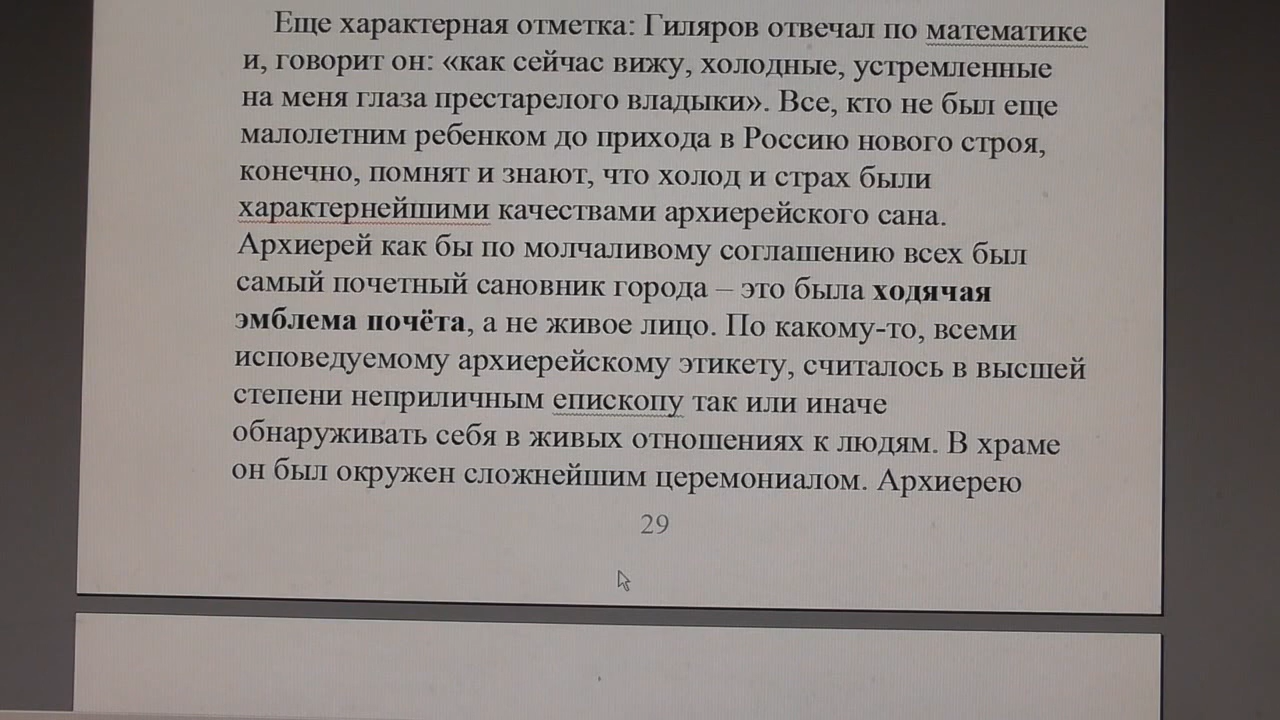 Еще характерная отметка: Гиляров отвечал по математике
и, говорит он: «как сейчас вижу, холодные, устремленные
на меня глаза престарелого владыки». Все, кто не был еще
малолетним ребенком до прихода в Россию нового строя,
конечно, помнят и знают, что холод и страх были
характернейшими качествами архиерейского сана.
Архиерей как бы по молчаливому соглашению всех был
самый почетный сановник города – это была ходячая
эмблема почёта, а не живое лицо. По какому-то, всеми
исповедуемому архиерейскому этикету, считалось в высшей
степени неприличным епископу так или иначе
обнаруживать себя в живых отношениях к людям. В храме
он был окружен сложнейшим церемониалом. Архиерею
29